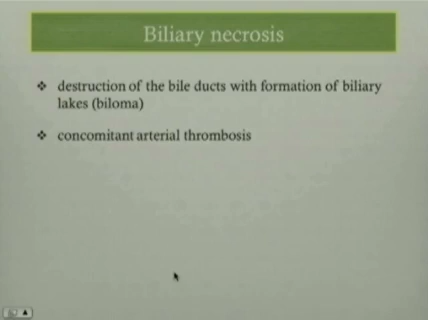 Biliary necrosis
❖ destruction of the bile ducts with formation of biliary
lakes (biloma)
❖ concomitant arterial thrombosis